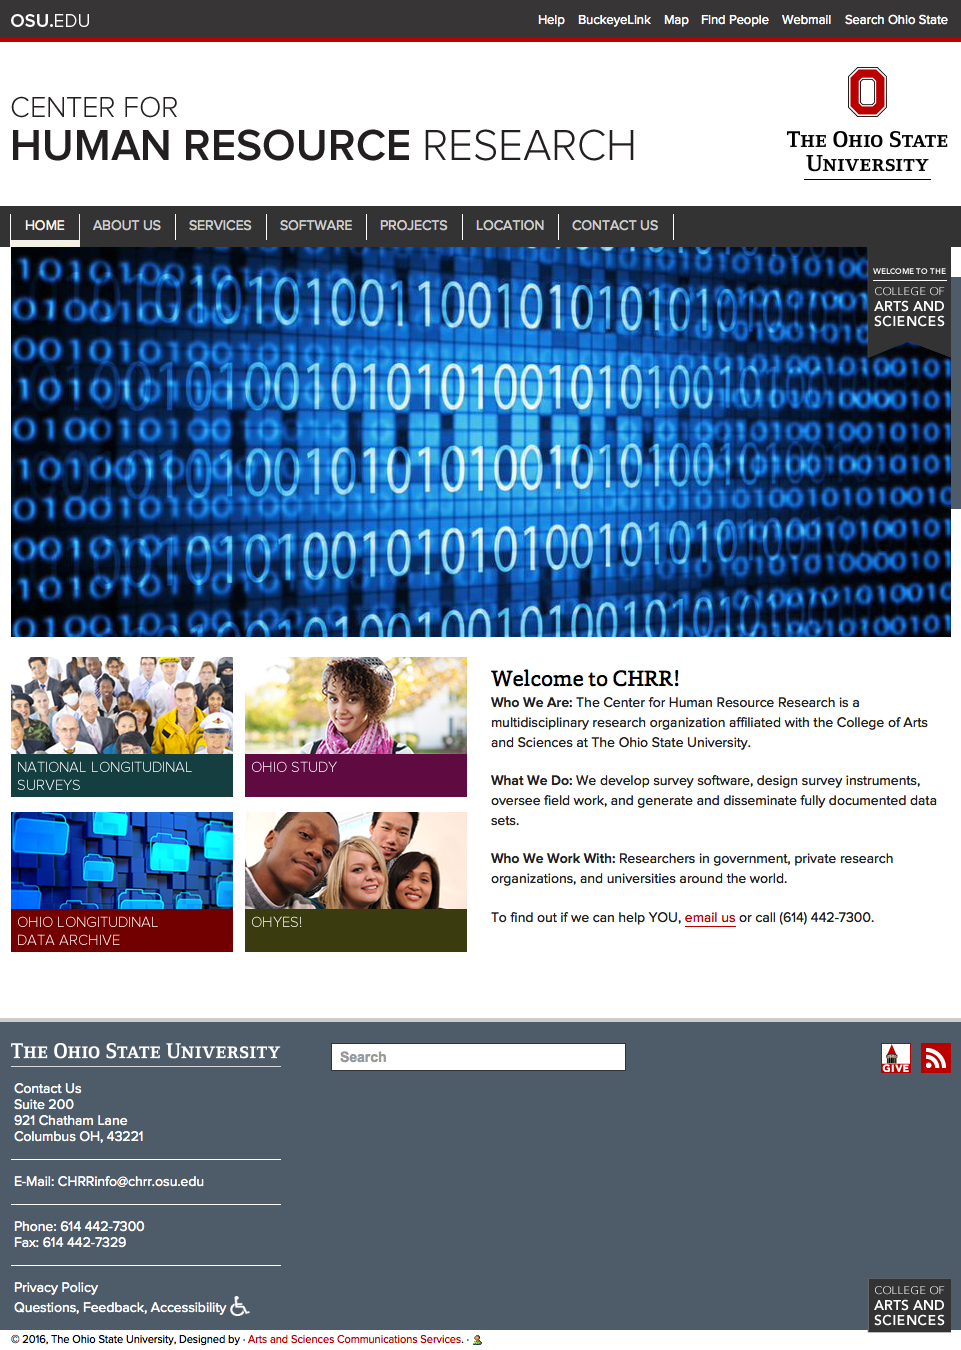 OSU.EDU
Help BuckeyeLink Map Find People Webmail Search Ohio State
CENTER FOR
HUMAN RESOURCE RESEARCH
THE OHIO STATE
UNIVERSITY
HOME ABOUT US SERVICES SOFTWARE PROJECTS LOCATION CONTACT US
WELCOME TO THE
COLLEGE OF
ARTS AND
SCIENCES
NATIONAL LONGITUDINAL
SURVEYS
OHIO STUDY
OHIO LONGITUDINAL
DATA ARCHIVE
OHYES!
Welcome to CHRR!
Who We Are: The Center for Human Resource Research is a
multidisciplinary research organization affiliated with the College of Arts
and Sciences at The Ohio State University.
What We Do: We develop survey software, design survey instruments,
oversee field work, and generate and disseminate fully documented data
sets.
Who We Work With: Researchers in government, private research
organizations, and universities around the world.
To find out if we can help YOU, email us or call (614) 442-7300.
THE OHIO STATE UNIVERSITY
Search
GIVE
Contact Us
Suite 200
921 Chatham Lane
Columbus OH, 43221
E-Mail: CHRRinfo@chrr.osu.edu
Phone: 614 442-7300
Fax: 614 442-7329
Privacy Policy
Questions, Feedback, Accessibility
COLLEGE OF
ARTS AND
SCIENCES
© 2016, The Ohio State University, Designed by · Arts and Sciences Communications Services. ·